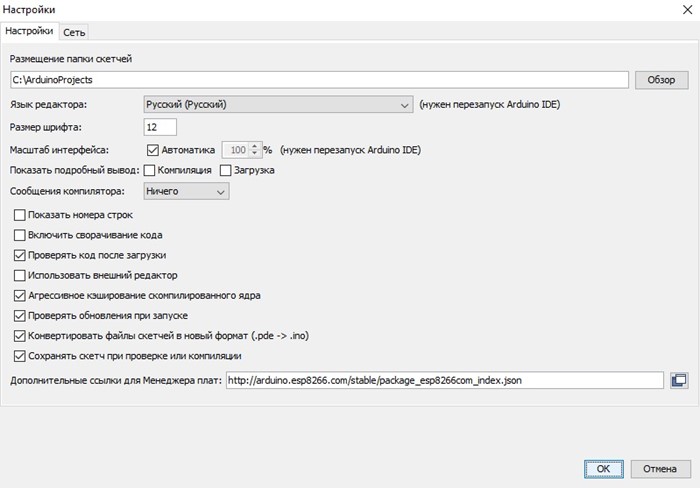 Настройки
Настройки Сеть
Размещение папки скетчей
C:\ArduinoProjects Обзор
Язык редактора: Русский (Русский) (нужен перезапуск Arduino IDE)
Размер шрифта: 12
Масштаб интерфейса: Автоматика 100 % (нужен перезапуск Arduino IDE)
Показать подробный вывод: Компиляция Загрузка
Сообщения компилятора: Ничего
Показать номера строк
Включить сворачивание кода
Проверять код после загрузки
Использовать внешний редактор
Агрессивное кэширование скомпилированного ядра
Проверять обновления при запуске
Конвертировать файлы скетчей в новый формат (.pde -> .ino)
Сохранять скетч при проверке или компиляции
Дополнительные ссылки для Менеджера плат: http://arduino.esp8266.com/stable/package_esp8266com_index.json
OK Отмена